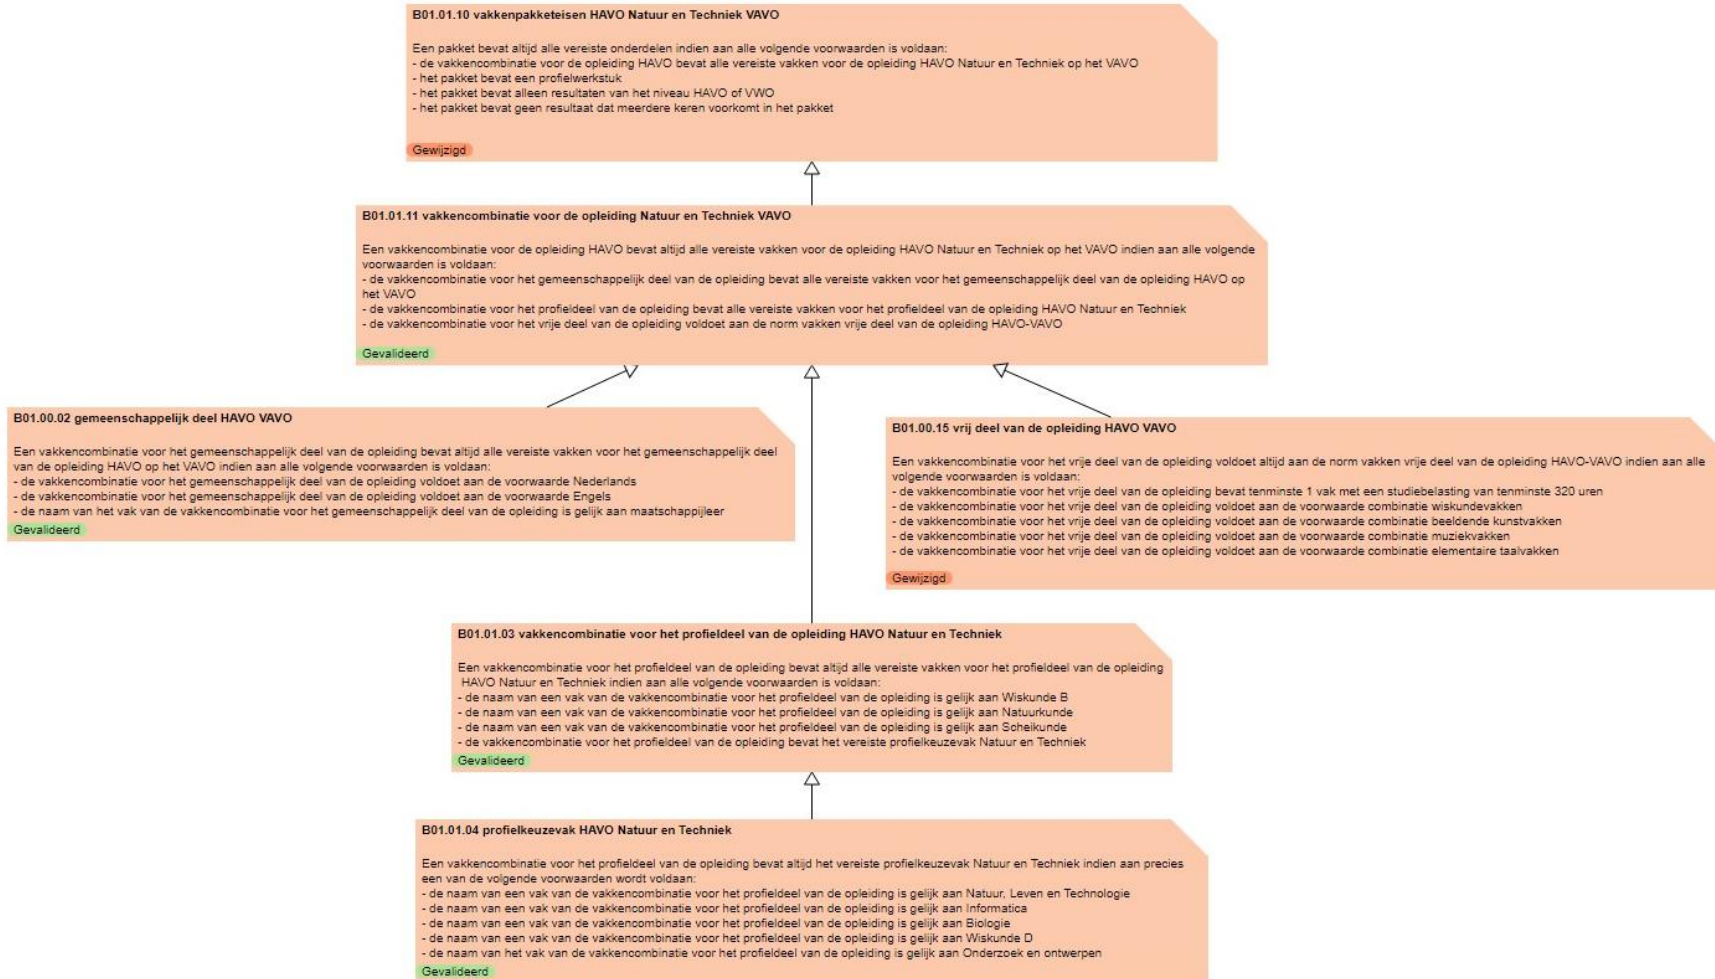 B01.01.10 vakkenpakketeisen HAVO Natuur en Techniek VAVO
Een pakket bevat altijd alle vereiste onderdelen indien aan alle volgende voorwaarden is voldaan:
- de vakkencombinatie voor de opleiding HAVO bevat alle vereiste vakken voor de opleiding HAVO Natuur en Techniek op het VAVO
- het pakket bevat een profielwerkstuk
- het pakket bevat alleen resultaten van het niveau HAVO of VWO
- het pakket bevat geen resultaat dat meerdere keren voorkomt in het pakket
Gewijzigd
B01.01.11 vakkencombinatie voor de opleiding Natuur en Techniek VAVO
Een vakkencombinatie voor de opleiding HAVO bevat altijd alle vereiste vakken voor de opleiding HAVO Natuur en Techniek op het VAVO indien aan alle volgende
voorwaarden is voldaan:
- de vakkencombinatie voor het gemeenschappelijk deel van de opleiding bevat alle vereiste vakken voor het gemeenschappelijk deel van de opleiding HAVO op
het VAVO
- de vakkencombinatie voor het profieldeel van de opleiding bevat alle vereiste vakken voor het profieldeel van de opleiding HAVO Natuur en Techniek
- de vakkencombinatie voor het vrije deel van de opleiding voldoet aan de norm vakken vrije deel van de opleiding HAVO-VAVO
Gevalideerd
B01.00.02 gemeenschappelijk deel HAVO VAVO
Een vakkencombinatie voor het gemeenschappelijk deel van de opleiding bevat altijd alle vereiste vakken voor het gemeenschappelijk deel
van de opleiding HAVO op het VAVO indien aan alle volgende voorwaarden is voldaan:
- de vakkencombinatie voor het gemeenschappelijk deel van de opleiding voldoet aan de voorwaarde Nederlands
- de vakkencombinatie voor het gemeenschappelijk deel van de opleiding voldoet aan de voorwaarde Engels
- de naam van het vak van de vakkencombinatie voor het gemeenschappelijk deel van de opleiding is gelijk aan maatschappijleer
Gevalideerd
B01.00.15 vrij deel van de opleiding HAVO VAVO
Een vakkencombinatie voor het vrije deel van de opleiding voldoet altijd aan de norm vakken vrije deel van de opleiding HAVO-VAVO indien aan alle
volgende voorwaarden is voldaan:
- de vakkencombinatie voor het vrije deel van de opleiding bevat tenminste 1 vak met een studiebelasting van tenminste 320 uren
- de vakkencombinatie voor het vrije deel van de opleiding voldoet aan de voorwaarde combinatie wiskundevakken
- de vakkencombinatie voor het vrije deel van de opleiding voldoet aan de voorwaarde combinatie beeldende kunstvakken
- de vakkencombinatie voor het vrije deel van de opleiding voldoet aan de voorwaarde combinatie muziekvakken
- de vakkencombinatie voor het vrije deel van de opleiding voldoet aan de voorwaarde combinatie elementaire taalvakken
Gewijzigd
B01.01.03 vakkencombinatie voor het profieldeel van de opleiding HAVO Natuur en Techniek
Een vakkencombinatie voor het profieldeel van de opleiding bevat altijd alle vereiste vakken voor het profieldeel van de opleiding
HAVO Natuur en Techniek indien aan alle volgende voorwaarden is voldaan:
- de naam van een vak van de vakkencombinatie voor het profieldeel van de opleiding is gelijk aan Wiskunde B
- de naam van een vak van de vakkencombinatie voor het profieldeel van de opleiding is gelijk aan Natuurkunde
- de naam van een vak van de vakkencombinatie voor het profieldeel van de opleiding is gelijk aan Scheikunde
- de vakkencombinatie voor het profieldeel van de opleiding bevat het vereiste profielkeuzevak Natuur en Techniek
Gevalideerd
B01.01.04 profielkeuzevak HAVO Natuur en Techniek
Een vakkencombinatie voor het profieldeel van de opleiding bevat altijd het vereiste profielkeuzevak Natuur en Techniek indien aan precies
een van de volgende voorwaarden wordt voldaan:
- de naam van een vak van de vakkencombinatie voor het profieldeel van de opleiding is gelijk aan Natuur, Leven en Technologie
- de naam van een vak van de vakkencombinatie voor het profieldeel van de opleiding is gelijk aan Informatica
- de naam van een vak van de vakkencombinatie voor het profieldeel van de opleiding is gelijk aan Biologie
- de naam van een vak van de vakkencombinatie voor het profieldeel van de opleiding is gelijk aan Wiskunde D
- de naam van het vak van de vakkencombinatie voor het profieldeel van de opleiding is gelijk aan Onderzoek en ontwerpen
Gevalideerd